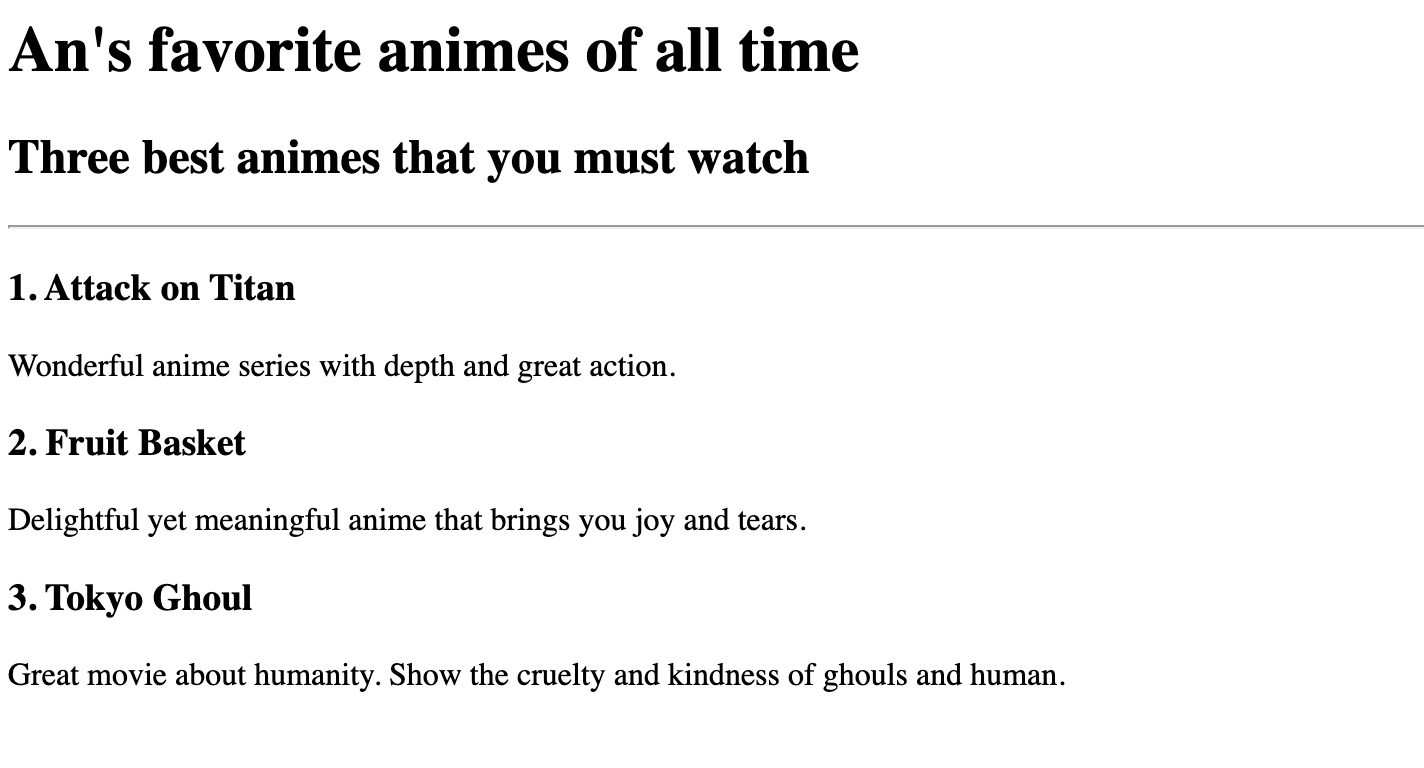 An's favorite animes of all time
Three best animes that you must watch
1. Attack on Titan
Wonderful anime series with depth and great action.
2. Fruit Basket
Delightful yet meaningful anime that brings you joy and tears.
3. Tokyo Ghoul
Great movie about humanity. Show the cruelty and kindness of ghouls and human.